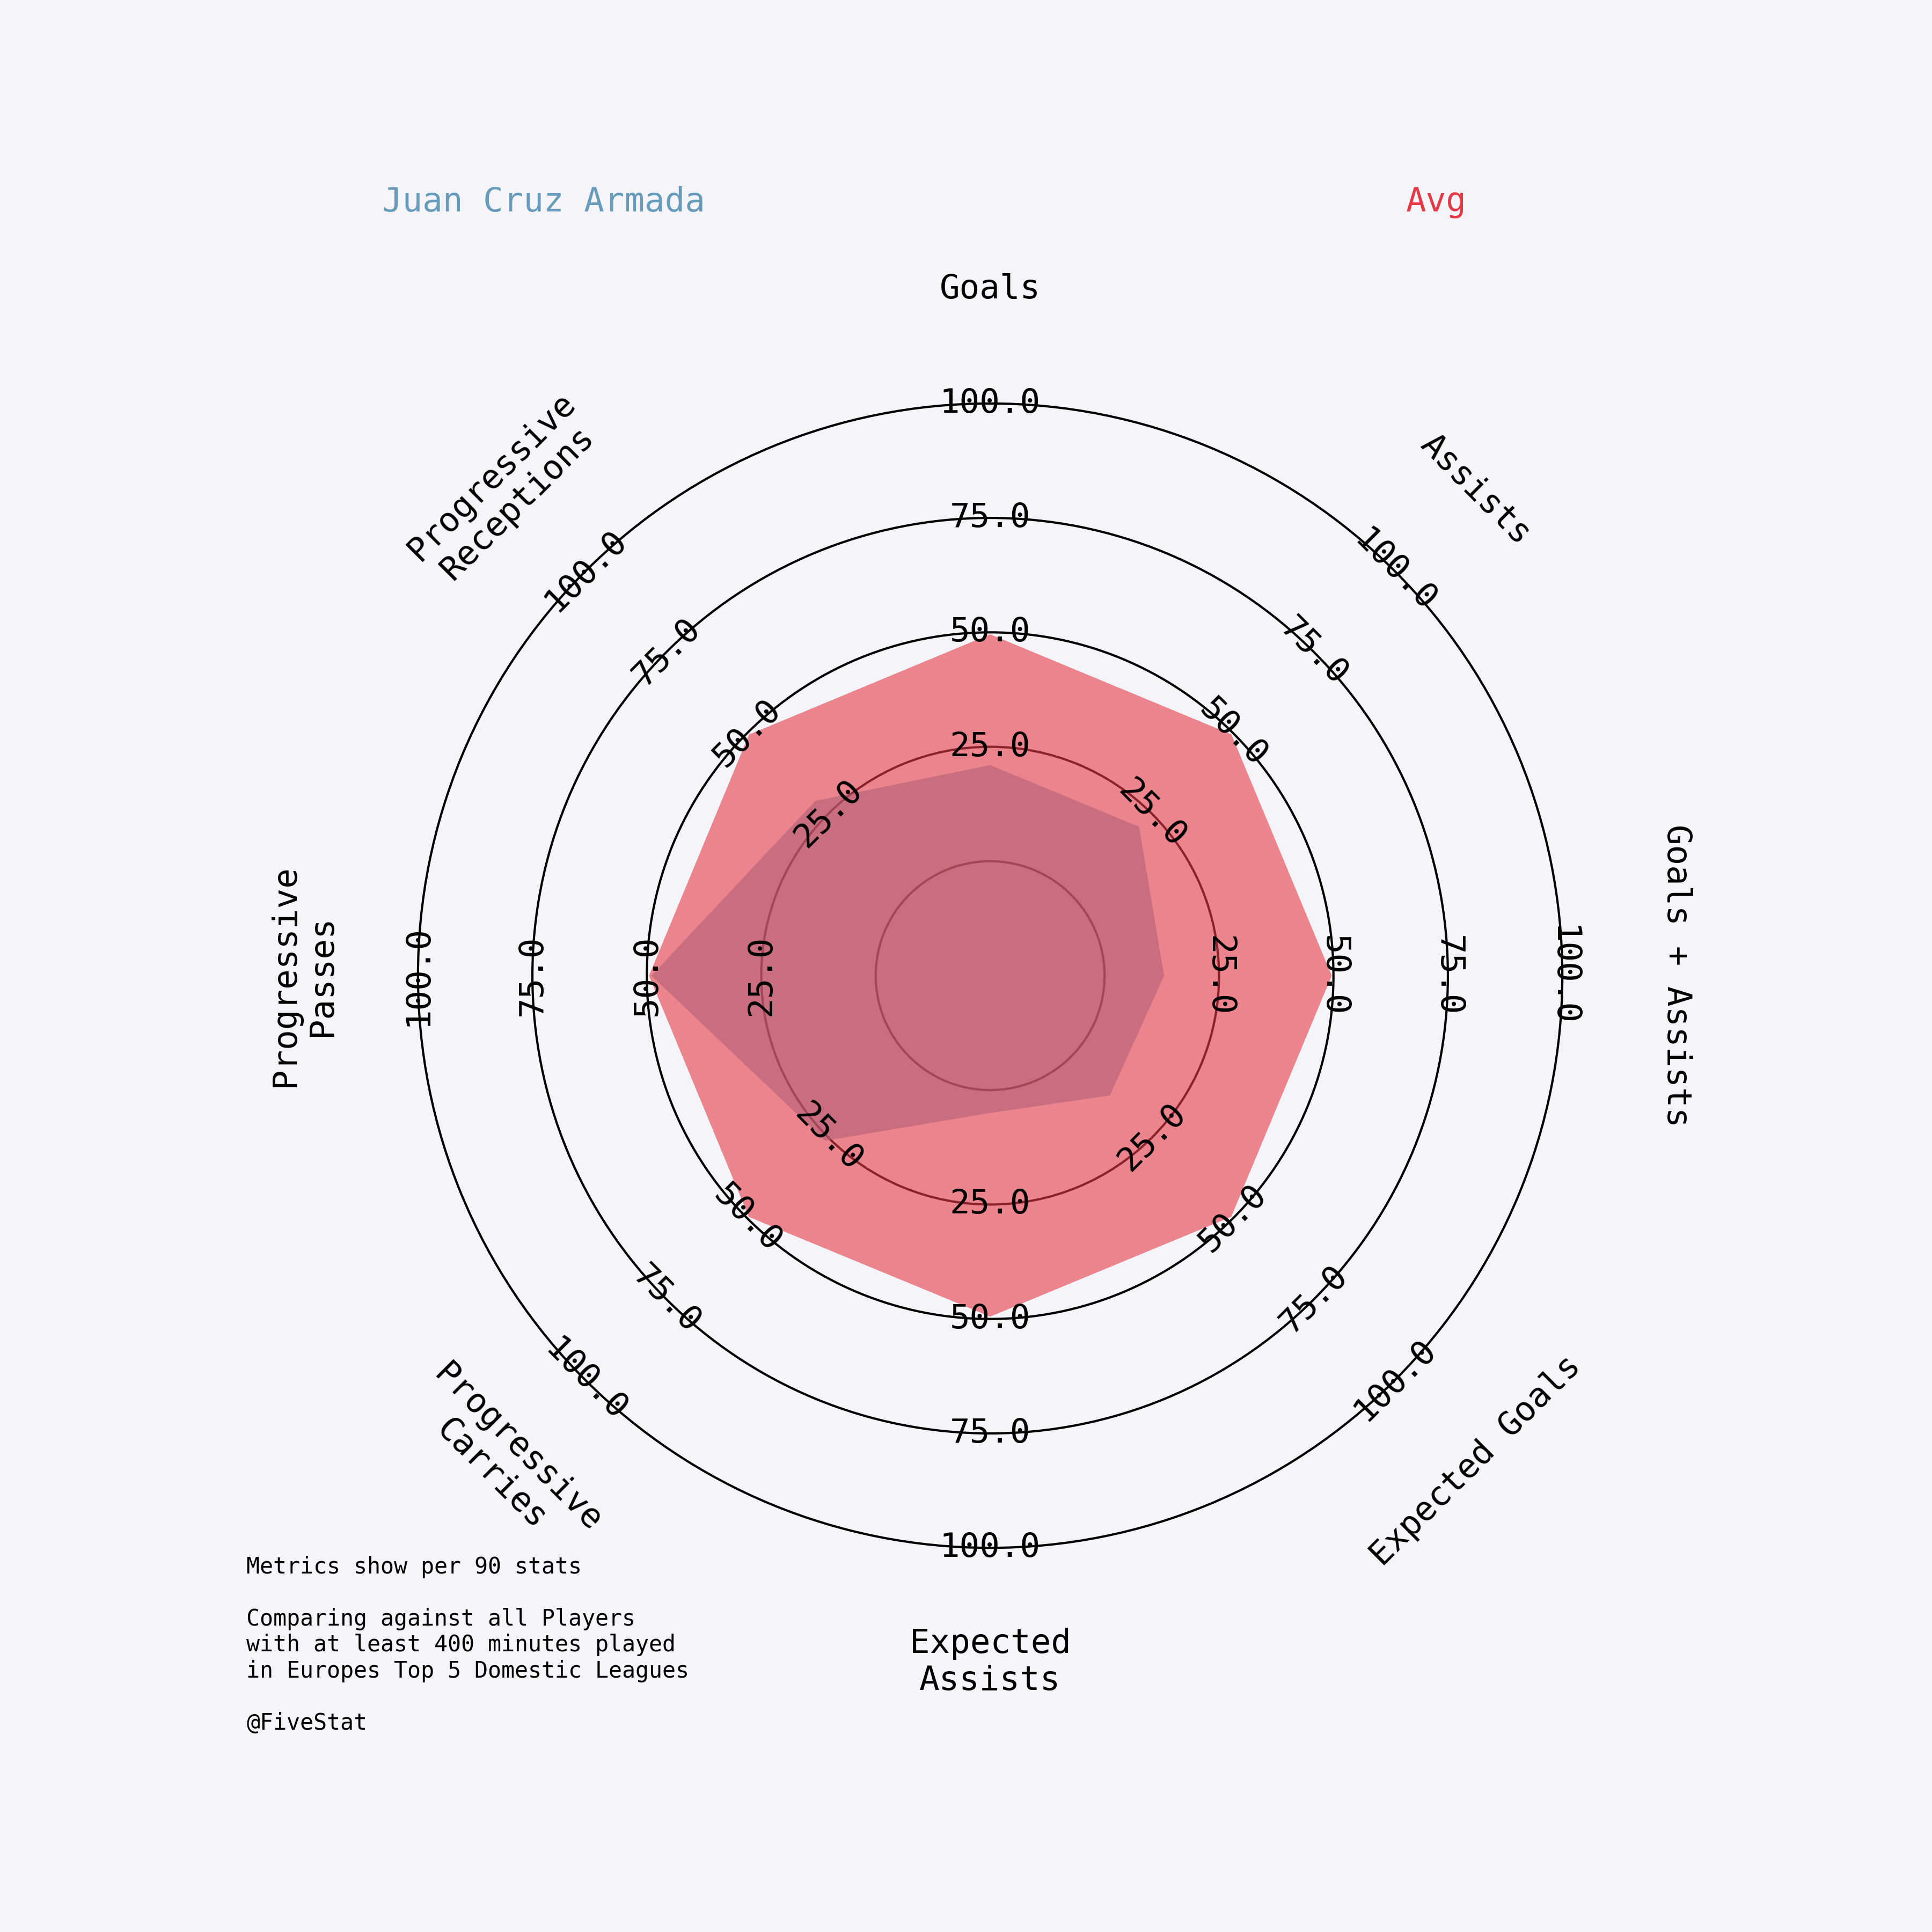 Juan Cruz Armada
Avg
Goals
Assists
Goals + Assists
Expected Goals
Expected
Assists
Progressive
Carries
Progressive
Passes
Progressive
Receptions
25.0
50.0
75.0
100.0
25.0
50.0
75.0
100.0
25.0
50.0
75.0
100.0
25.0
50.0
75.0
100.0
25.0
50.0
75.0
100.0
25.0
50.0
75.0
100.0
25.0
50.0
75.0
100.0
25.0
50.0
75.0
100.0
Metrics show per 90 stats
Comparing against all Players
with at least 400 minutes played
in Europes Top 5 Domestic Leagues
@FiveStat